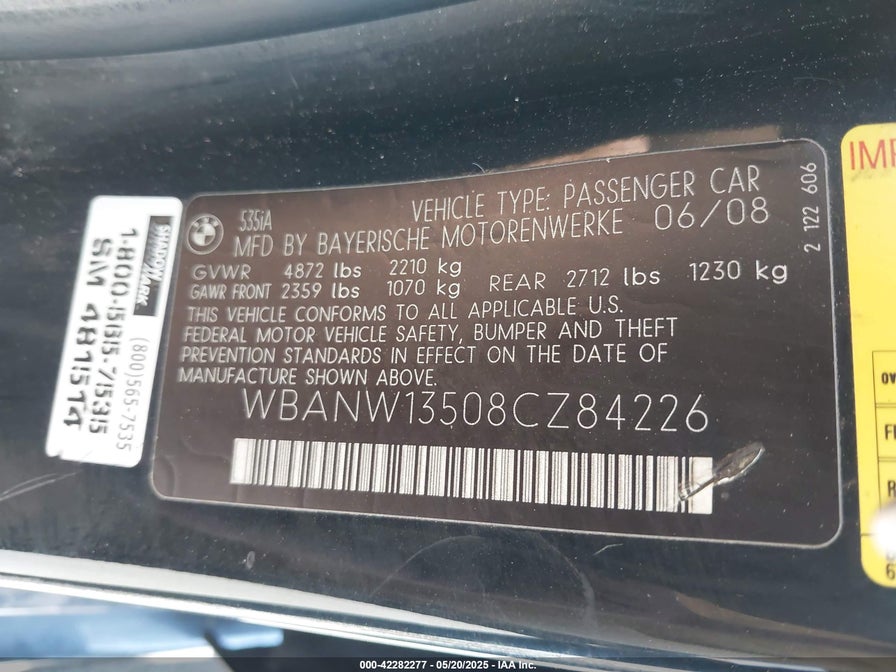 535iA
VEHICLE TYPE: PASSENGER CAR
MFD BY BAYERISCHE MOTORENWERKE 06/08
GVWR 4872 lbs 2210 kg
GAWR FRONT 2359 lbs 1070 kg REAR 2712 lbs 1230 kg
THIS VEHICLE CONFORMS TO ALL APPLICABLE U.S.
FEDERAL MOTOR VEHICLE SAFETY, BUMPER AND THEFT
PREVENTION STANDARDS IN EFFECT ON THE DATE OF
MANUFACTURE SHOWN ABOVE.
WBANW13508CZ84226
2 122 606
SHADOWMARK
(800)565-7535
1-800-565-7535
SM 481514
000-42282277 - 05/20/2025 - IAA Inc.